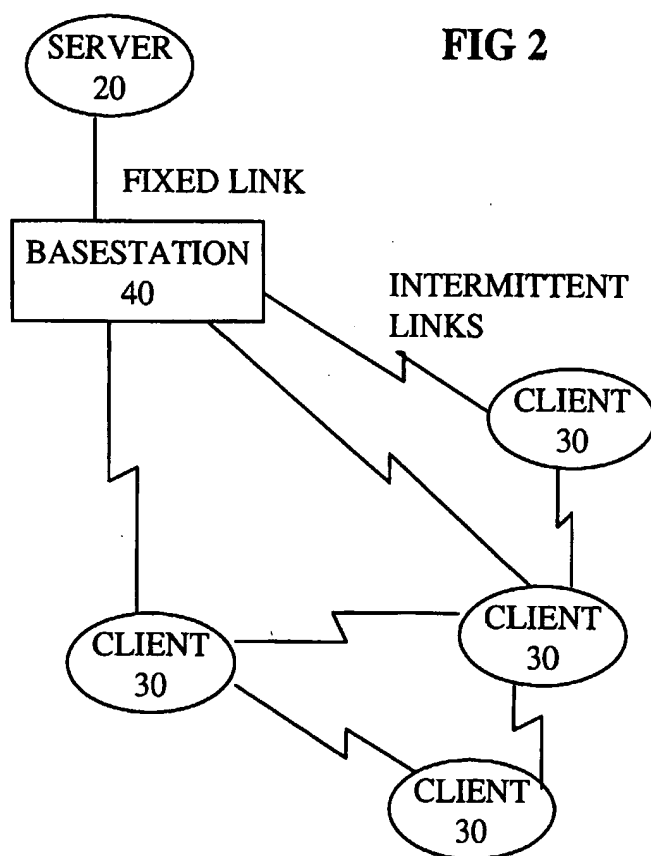 FIG 2
SERVER
20
FIXED LINK
BASESTATION
40
INTERMITTENT
LINKS
CLIENT
30
CLIENT
30
CLIENT
30
CLIENT
30